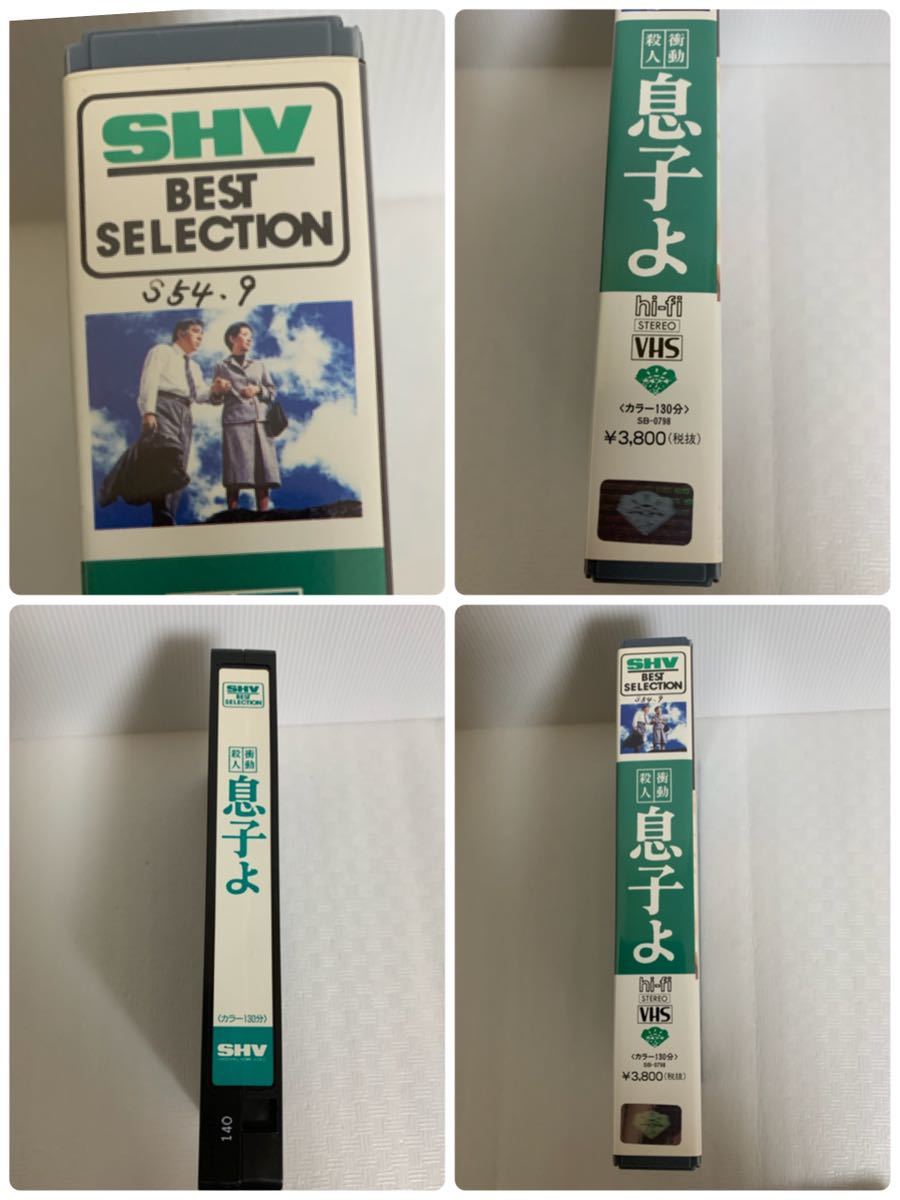 SHV
BEST
SELECTION
S54.9
衝動
殺人
息子よ
hi-fi
STEREO
VHS
〈カラー130分〉
SB-0798
¥3,800(税抜)
SHV
BEST
SELECTION
衝動
殺人
息子よ
〈カラー130分〉
SHV
140
SHV
BEST
SELECTION
S54.9
衝動
殺人
息子よ
hi-fi
STEREO
VHS
〈カラー130分〉
SB-0798
¥3,800(税抜)